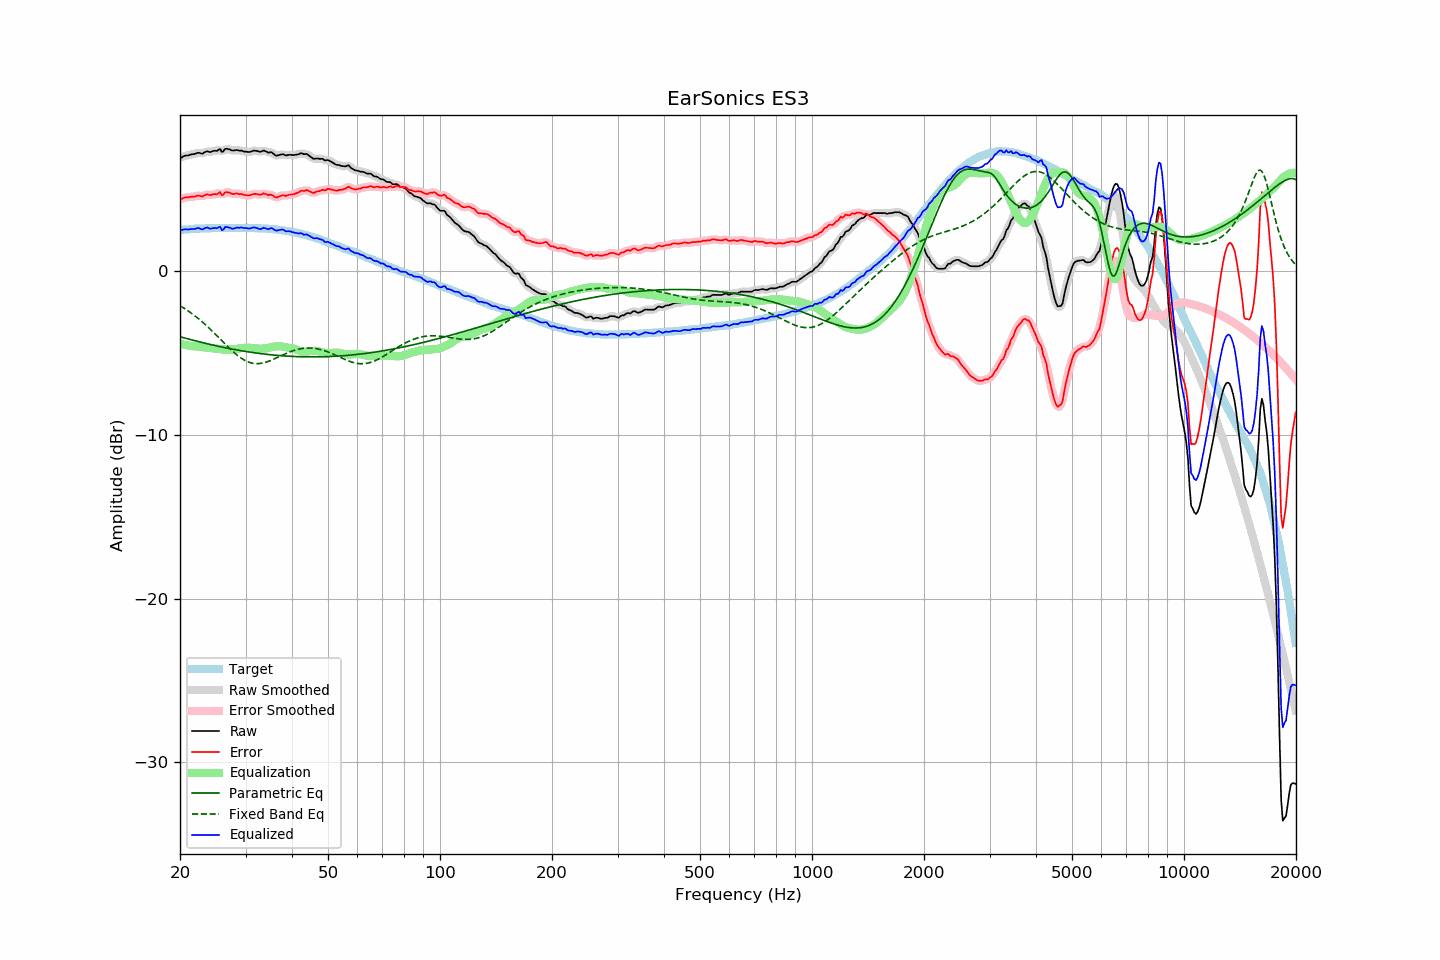 EarSonics ES3
Amplitude (dBr)
0
−10
−20
−30
Target
Raw Smoothed
Error Smoothed
Raw
Error
Equalization
Parametric Eq
Fixed Band Eq
Equalized
20 50 100 200 500 1000 2000 5000 10000 20000
Frequency (Hz)